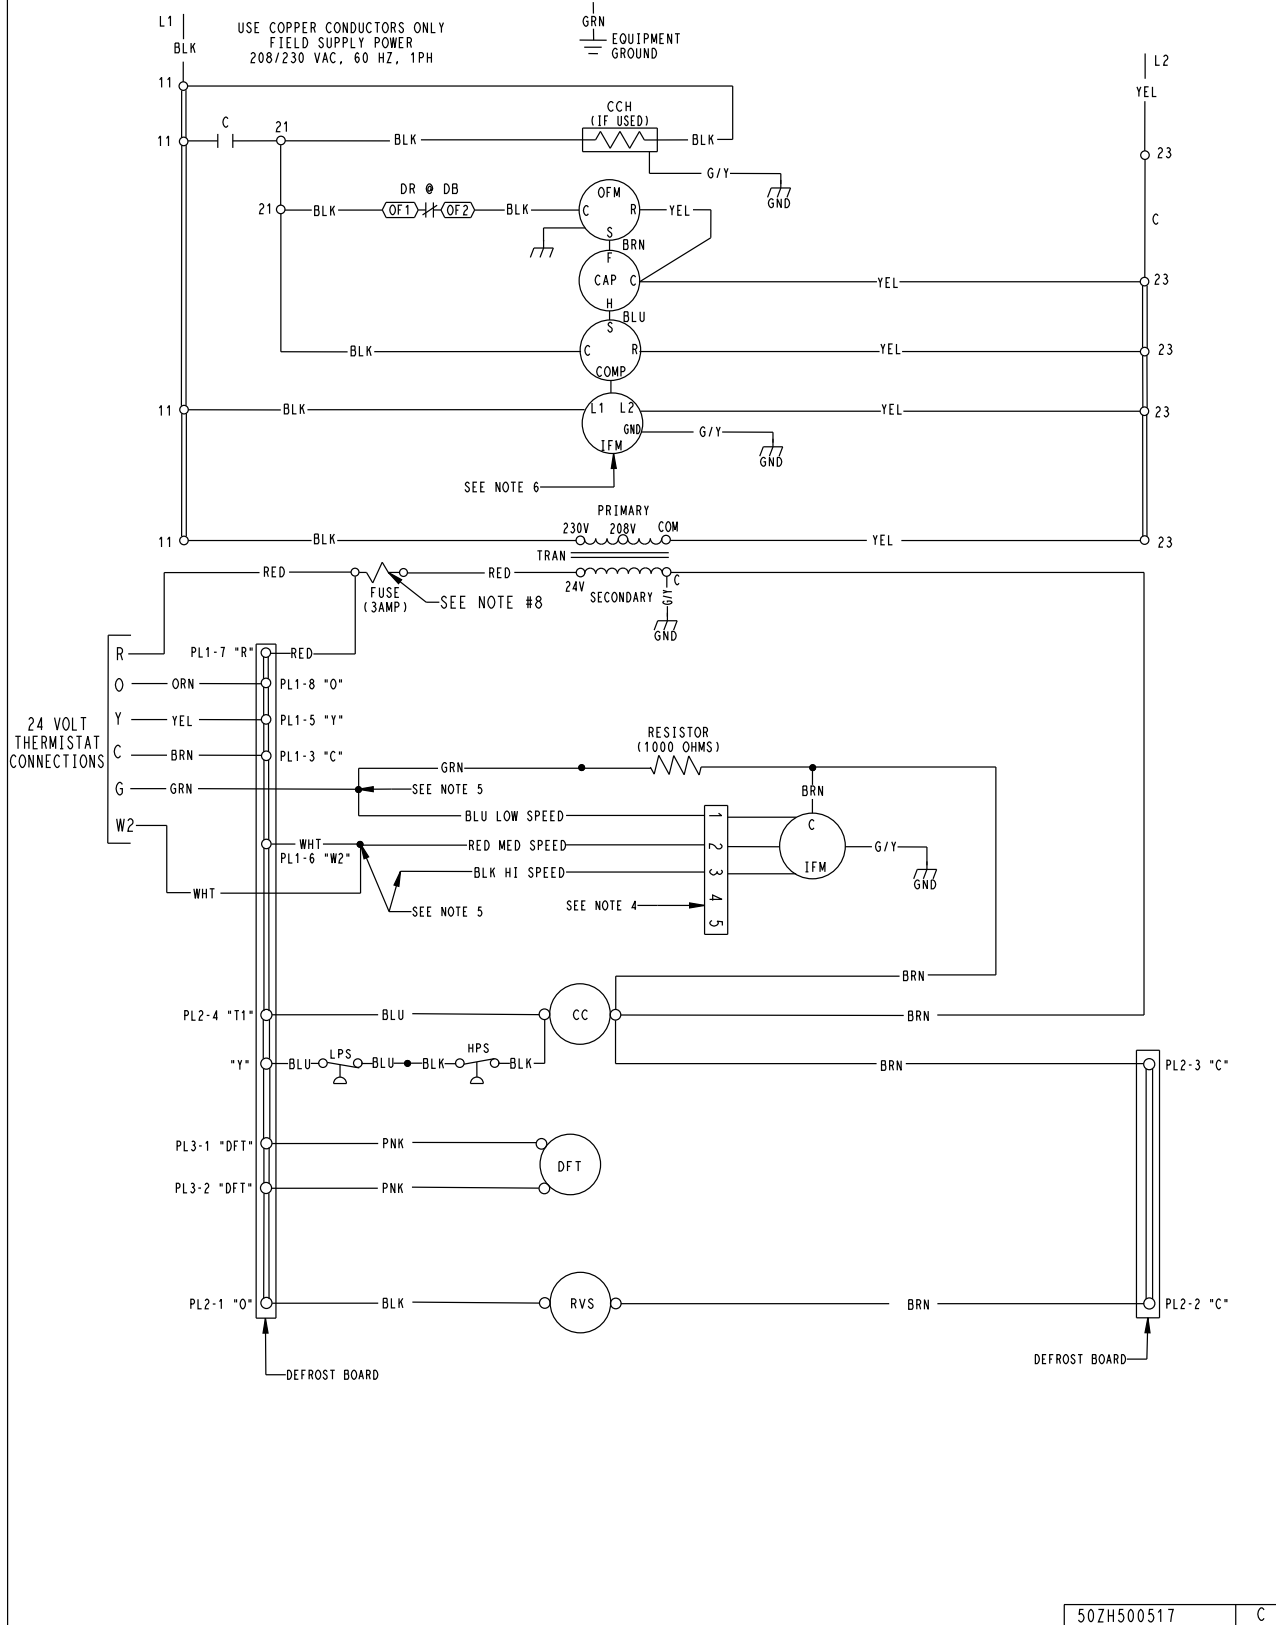 L1
BLK
USE COPPER CONDUCTORS ONLY
FIELD SUPPLY POWER
208/230 VAC, 60 HZ, 1PH
GRN
EQUIPMENT
GROUND
L2
YEL
11
CCH
(IF USED)
C
21
11
BLK
BLK
23
G/Y
GND
DR @ DB
OFM
21
BLK
OF1
OF2
BLK
C
R
YEL
C
S
BRN
F
CAP
C
YEL
23
H
BLU
S
BLK
C
R
YEL
23
COMP
11
BLK
L1
L2
YEL
23
GND
G/Y
IFM
GND
SEE NOTE 6
PRIMARY
230V
208V
COM
11
BLK
YEL
23
TRAN
RED
RED
24V
C
FUSE
(3AMP)
SEE NOTE #8
SECONDARY
G/Y
GND
R
PL1-7 "R"
RED
O
ORN
PL1-8 "O"
24 VOLT
THERMISTAT
CONNECTIONS
Y
YEL
PL1-5 "Y"
RESISTOR
(1000 OHMS)
C
BRN
PL1-3 "C"
GRN
G
GRN
SEE NOTE 5
BRN
BLU LOW SPEED
1
C
W2
WHT
PL1-6 "W2"
RED MED SPEED
2
G/Y
IFM
BLK HI SPEED
3
GND
WHT
SEE NOTE 5
SEE NOTE 4
4
5
BRN
PL2-4 "T1"
BLU
CC
BRN
"Y"
BLU
LPS
BLU
BLK
HPS
BLK
BRN
PL2-3 "C"
PL3-1 "DFT"
PNK
DFT
PL3-2 "DFT"
PNK
PL2-1 "O"
BLK
RVS
BRN
PL2-2 "C"
DEFROST BOARD
DEFROST BOARD
50ZH500517
C